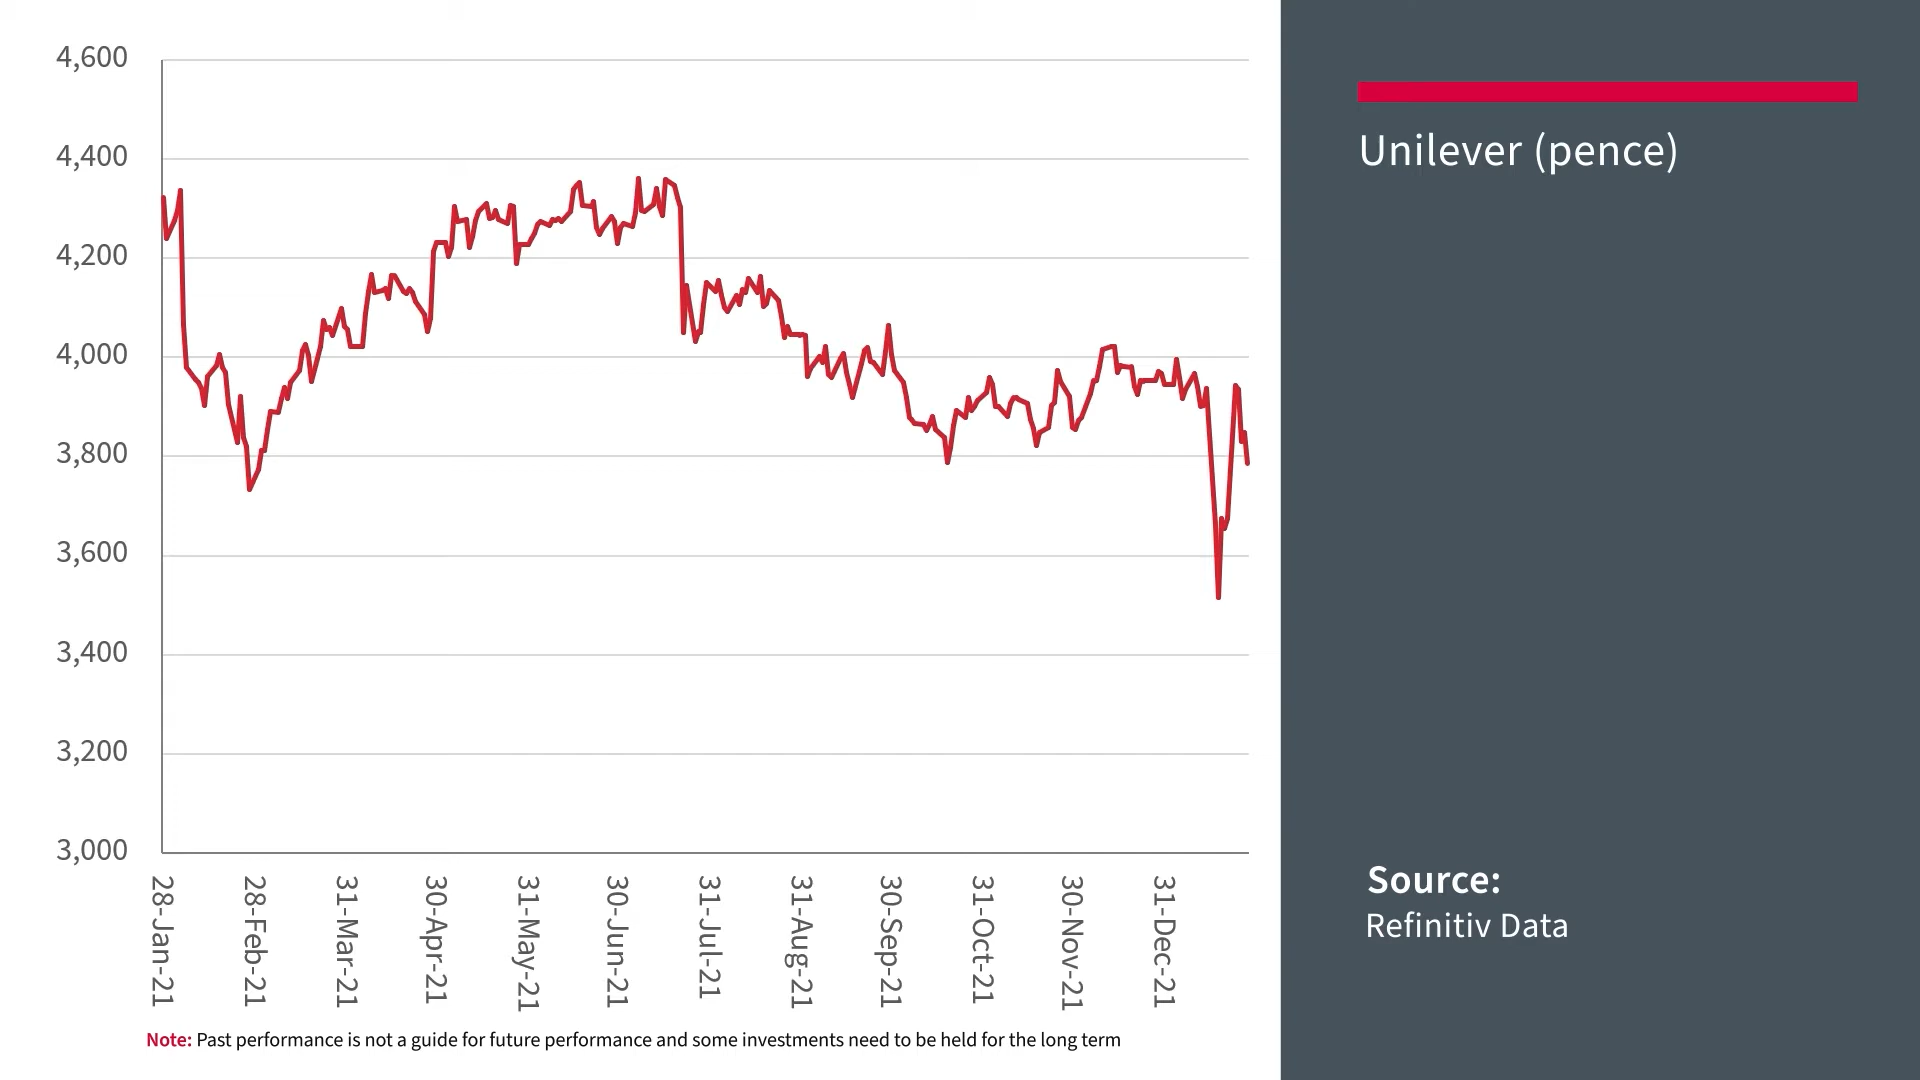 4,600
4,400
4,200
4,000
3,800
3,600
3,400
3,200
3,000
28-Jan-21
28-Feb-21
31-Mar-21
30-Apr-21
31-May-21
30-Jun-21
31-Jul-21
31-Aug-21
30-Sep-21
31-Oct-21
30-Nov-21
31-Dec-21
Note: Past performance is not a guide for future performance and some investments need to be held for the long term
Unilever (pence)
Source:
Refinitiv Data